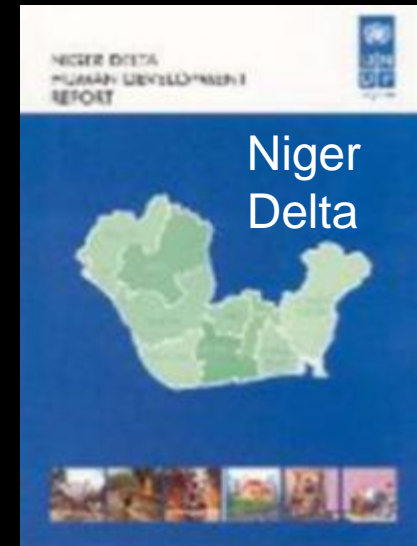 NIGER DELTA
HUMAN DEVELOPMENT
REPORT
U N
D P
Niger
Delta